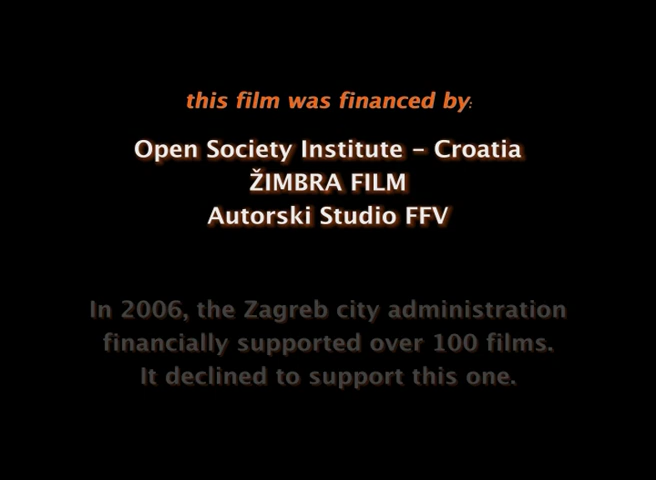 this film was financed by:
Open Society Institute – Croatia
ŽIMBRA FILM
Autorski Studio FFV
In 2006, the Zagreb city administration
financially supported over 100 films.
It declined to support this one.